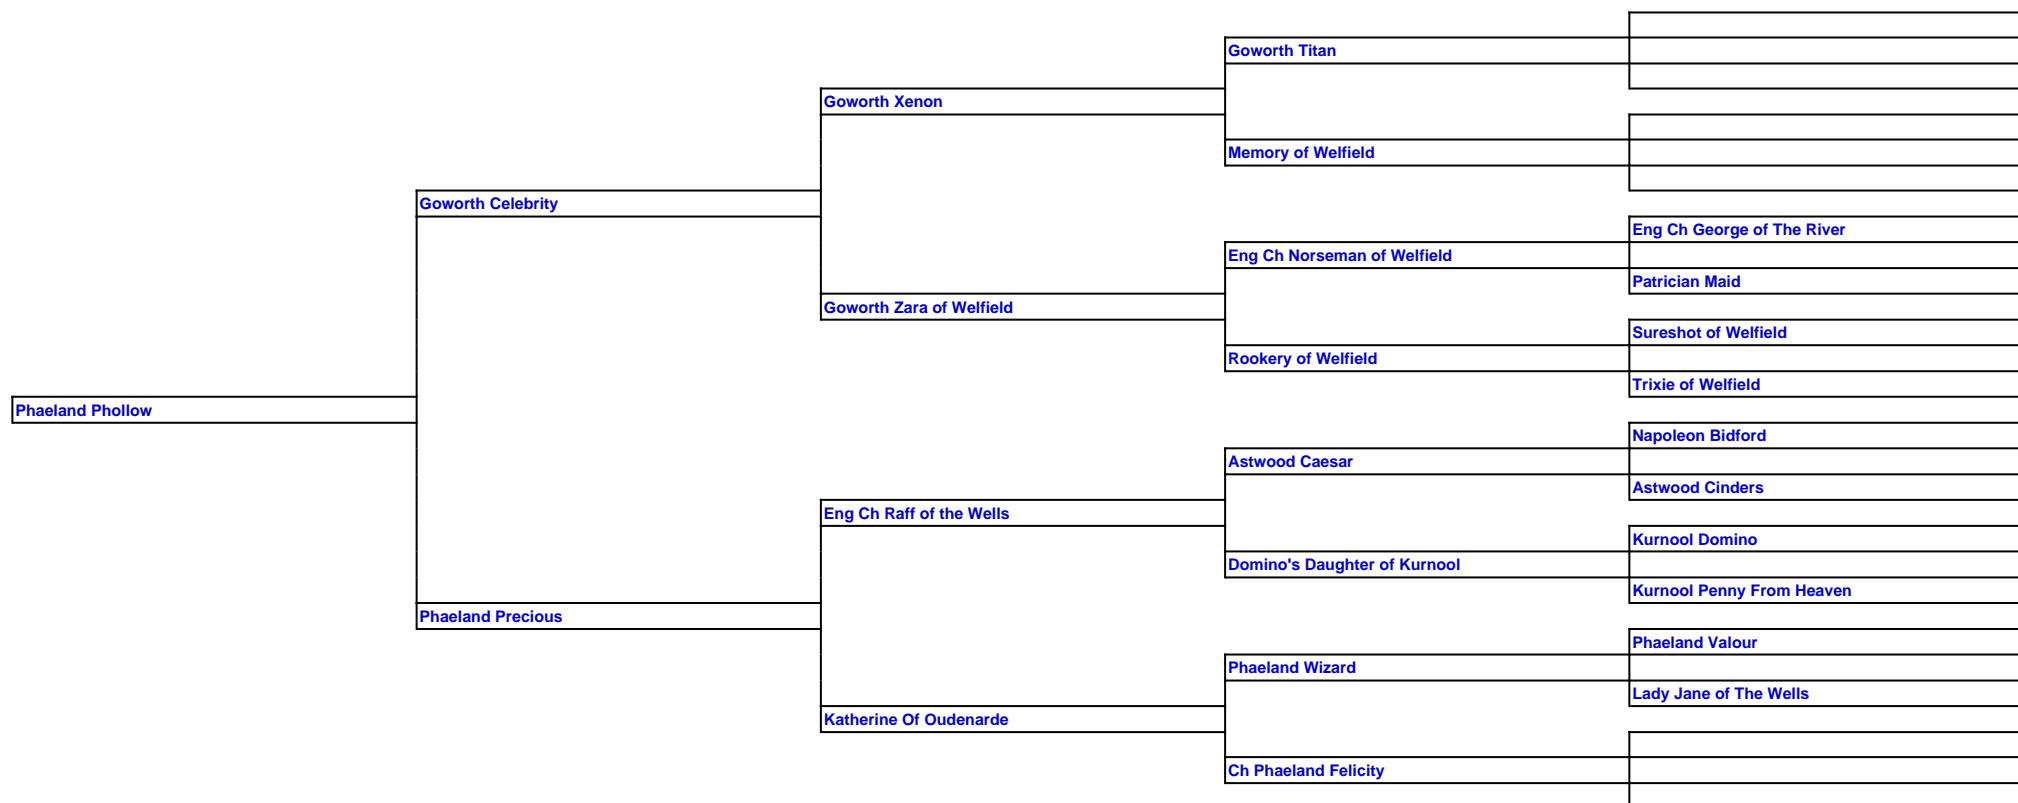 Goworth Titan
Goworth Xenon
Memory of Welfield
Goworth Celebrity
Eng Ch George of The River
Eng Ch Norseman of Welfield
Patrician Maid
Goworth Zara of Welfield
Sureshot of Welfield
Rookery of Welfield
Trixie of Welfield
Phaeland Phollow
Napoleon Bidford
Astwood Caesar
Astwood Cinders
Eng Ch Raff of the Wells
Kurnool Domino
Domino's Daughter of Kurnool
Kurnool Penny From Heaven
Phaeland Precious
Phaeland Valour
Phaeland Wizard
Lady Jane of The Wells
Katherine Of Oudenarde
Ch Phaeland Felicity